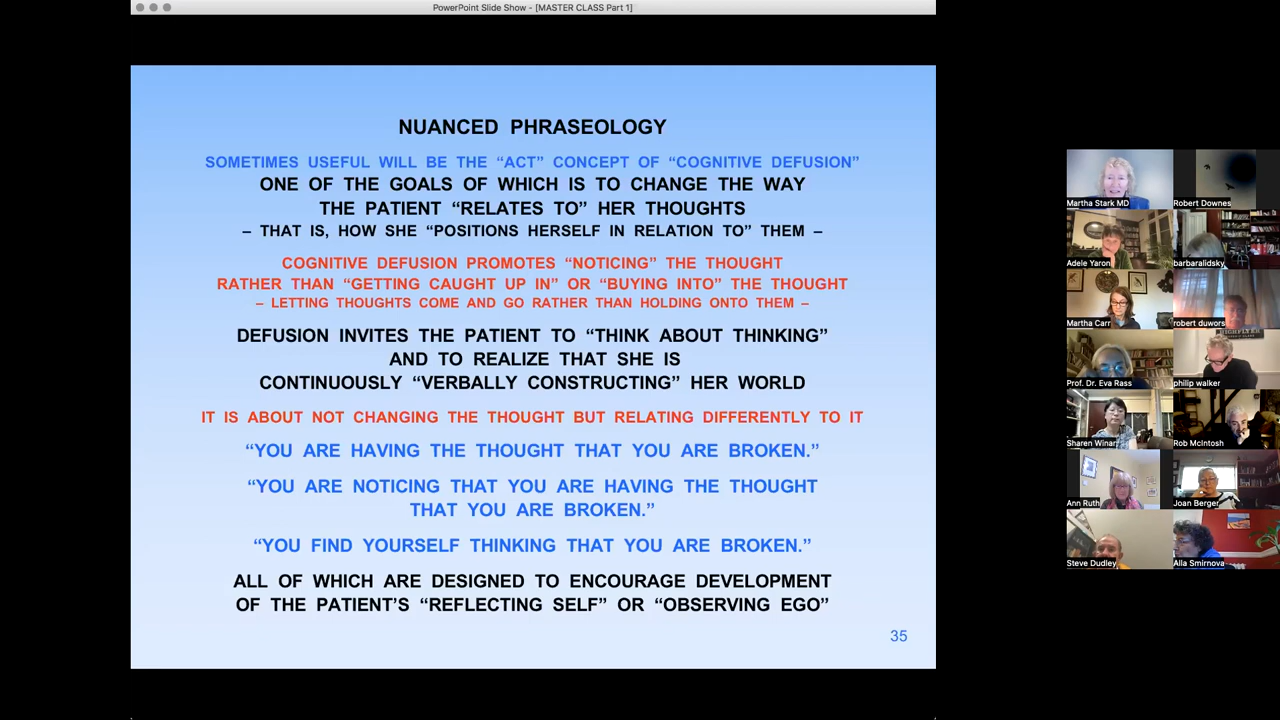 PowerPoint Slide Show - [MASTER CLASS Part 1]
NUANCED PHRASEOLOGY
SOMETIMES USEFUL WILL BE THE “ACT” CONCEPT OF “COGNITIVE DEFUSION”
ONE OF THE GOALS OF WHICH IS TO CHANGE THE WAY
THE PATIENT “RELATES TO” HER THOUGHTS
– THAT IS, HOW SHE “POSITIONS HERSELF IN RELATION TO” THEM –
COGNITIVE DEFUSION PROMOTES “NOTICING” THE THOUGHT
RATHER THAN “GETTING CAUGHT UP IN” OR “BUYING INTO” THE THOUGHT
– LETTING THOUGHTS COME AND GO RATHER THAN HOLDING ONTO THEM –
DEFUSION INVITES THE PATIENT TO “THINK ABOUT THINKING”
AND TO REALIZE THAT SHE IS
CONTINUOUSLY “VERBALLY CONSTRUCTING” HER WORLD
IT IS ABOUT NOT CHANGING THE THOUGHT BUT RELATING DIFFERENTLY TO IT
“YOU ARE HAVING THE THOUGHT THAT YOU ARE BROKEN.”
“YOU ARE NOTICING THAT YOU ARE HAVING THE THOUGHT
THAT YOU ARE BROKEN.”
“YOU FIND YOURSELF THINKING THAT YOU ARE BROKEN.”
ALL OF WHICH ARE DESIGNED TO ENCOURAGE DEVELOPMENT
OF THE PATIENT’S “REFLECTING SELF” OR “OBSERVING EGO”
35
Martha Stark MD
Robert Downes
Adele Yaron
barbaralidsky
Martha Carr
robert duwors
Prof. Dr. Eva Rass
philip walker
Sharen Winar
Rob McIntosh
Ann Ruth
Joan Berger
Steve Dudley
Alla Smirnova